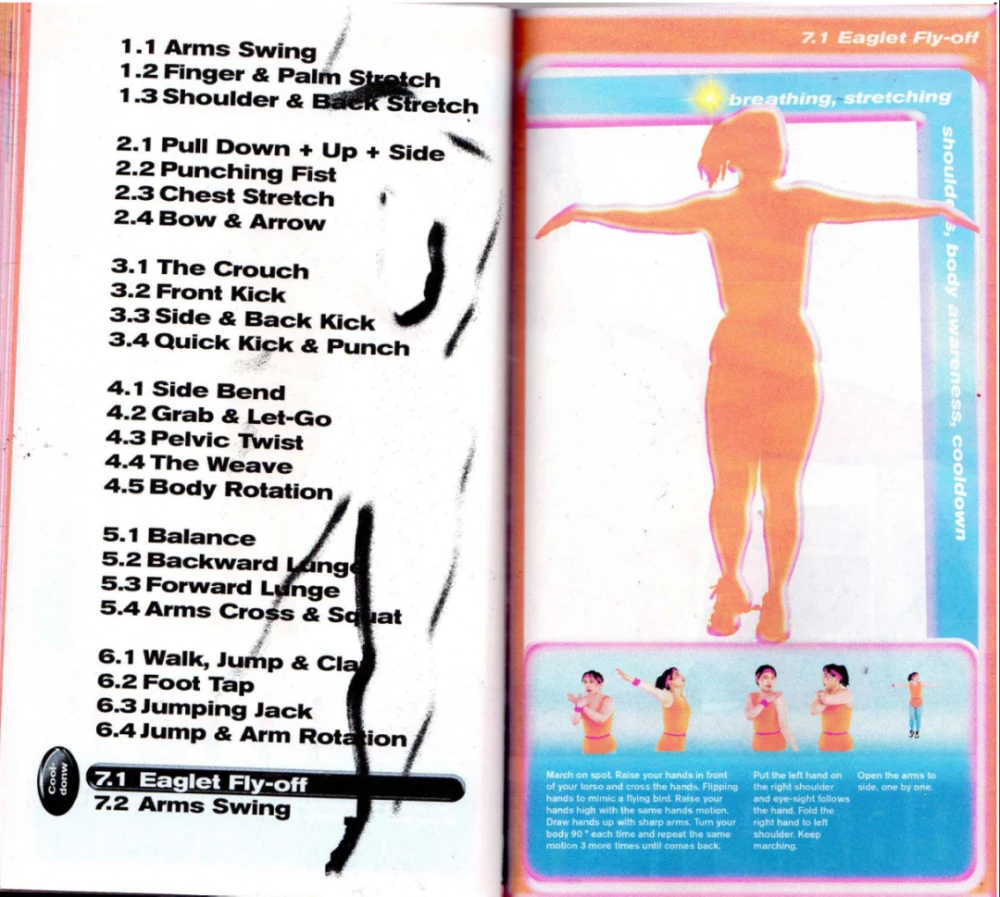 1.1 Arms Swing
1.2 Finger & Palm Stretch
1.3 Shoulder & Back Stretch
2.1 Pull Down + Up + Side
2.2 Punching Fist
2.3 Chest Stretch
2.4 Bow & Arrow
3.1 The Crouch
3.2 Front Kick
3.3 Side & Back Kick
3.4 Quick Kick & Punch
4.1 Side Bend
4.2 Grab & Let-Go
4.3 Pelvic Twist
4.4 The Weave
4.5 Body Rotation
5.1 Balance
5.2 Backward Lunge
5.3 Forward Lunge
5.4 Arms Cross & Squat
6.1 Walk, Jump & Clap
6.2 Foot Tap
6.3 Jumping Jack
6.4 Jump & Arm Rotation
Cool-
donw
7.1 Eaglet Fly-off
7.2 Arms Swing
7.1 Eaglet Fly-off
breathing, stretching
shoulders, body awareness, cooldown
March on spot. Raise your hands in front
of your torso and cross the hands. Flipping
hands to mimic a flying bird. Raise your
hands high with the same hands motion.
Draw hands up with sharp arms. Turn your
body 90° each time and repeat the same
motion 3 more times until comes back.
Put the left hand on
the right shoulder
and eye-sight follows
the hand. Fold the
right hand to left
shoulder. Keep
marching.
Open the arms to
side, one by one.